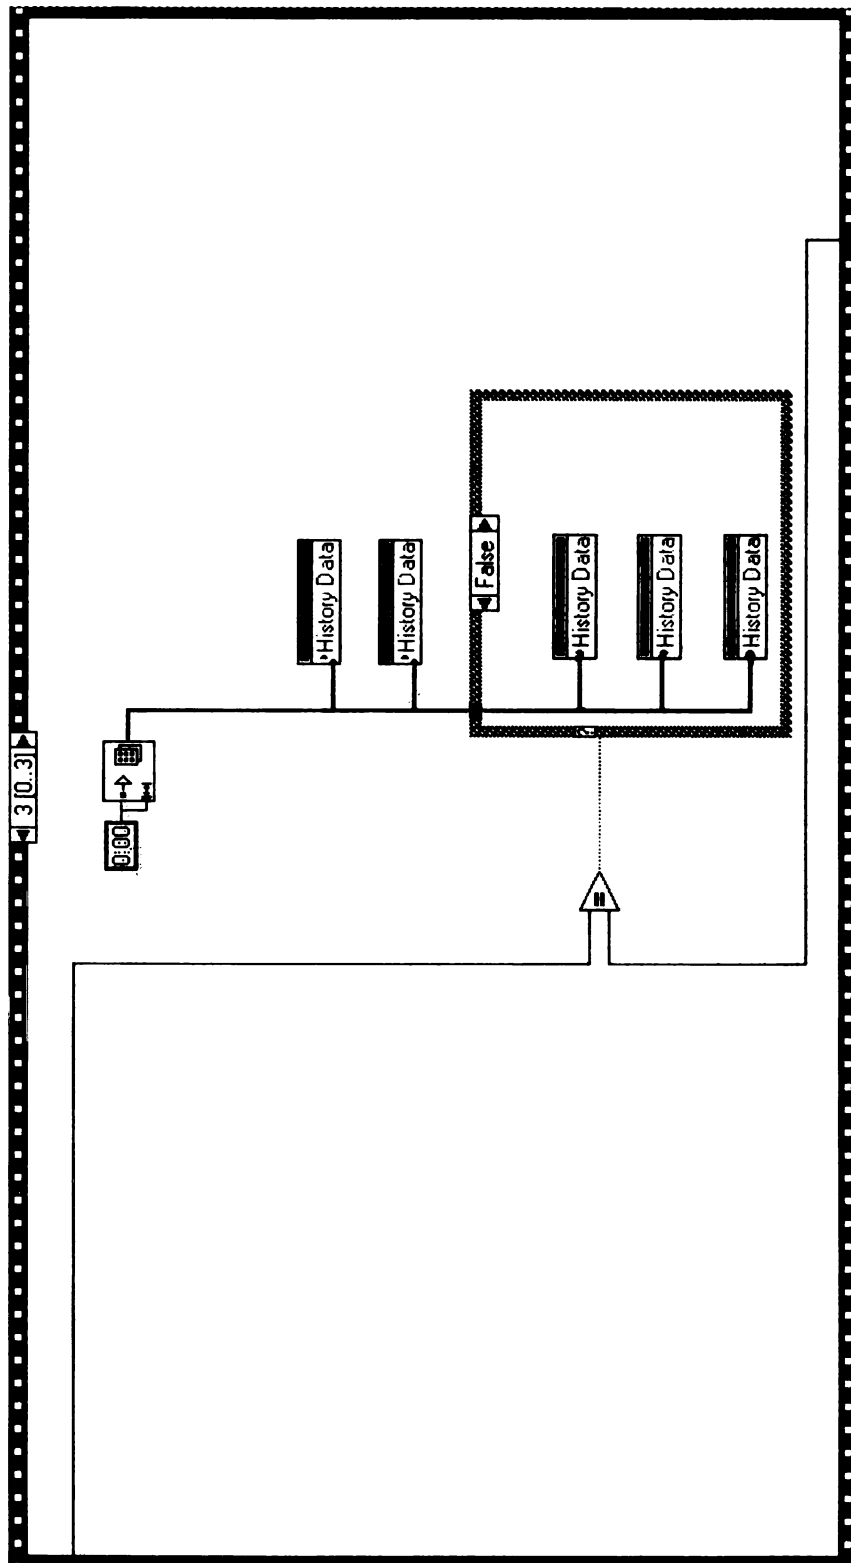 3 [0..3]
0:00
History Data
History Data
False
History Data
History Data
History Data
=